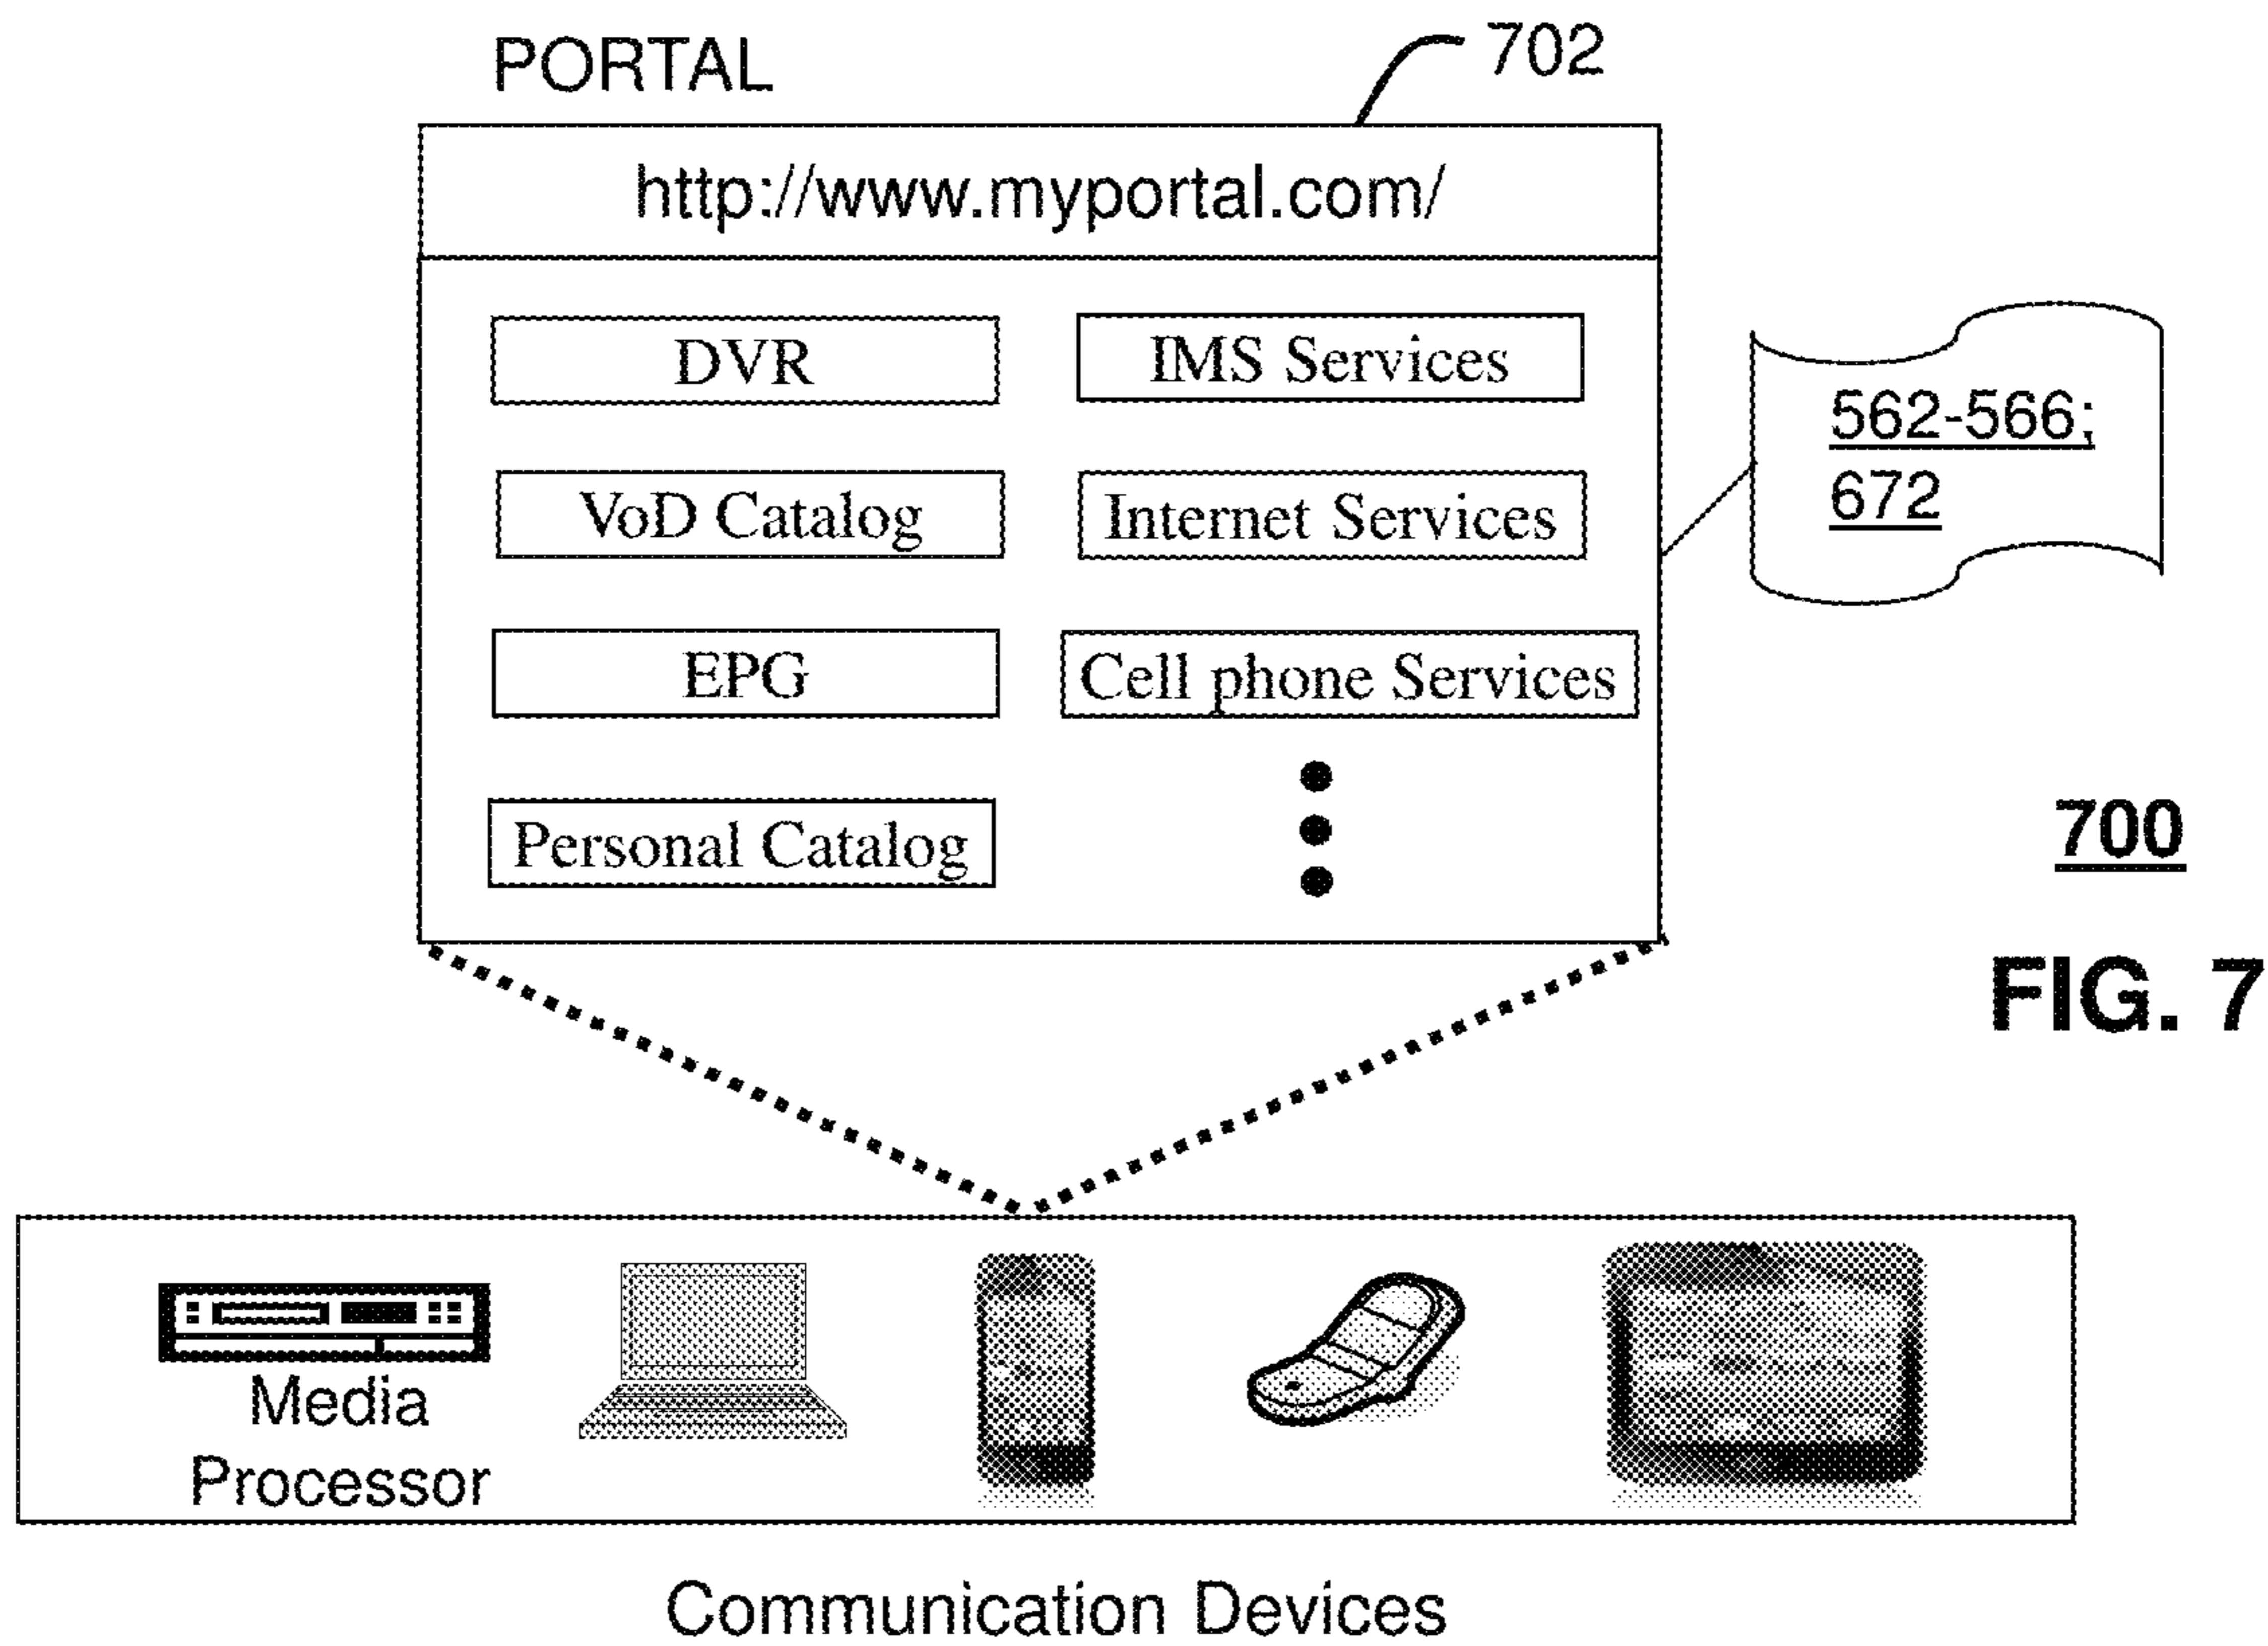 PORTAL
702
http://www.myportal.com/
DVR
IMS Services
VoD Catalog
Internet Services
EPG
Cell phone Services
Personal Catalog
562-566;
672
700
FIG. 7
Media
Processor
Communication Devices